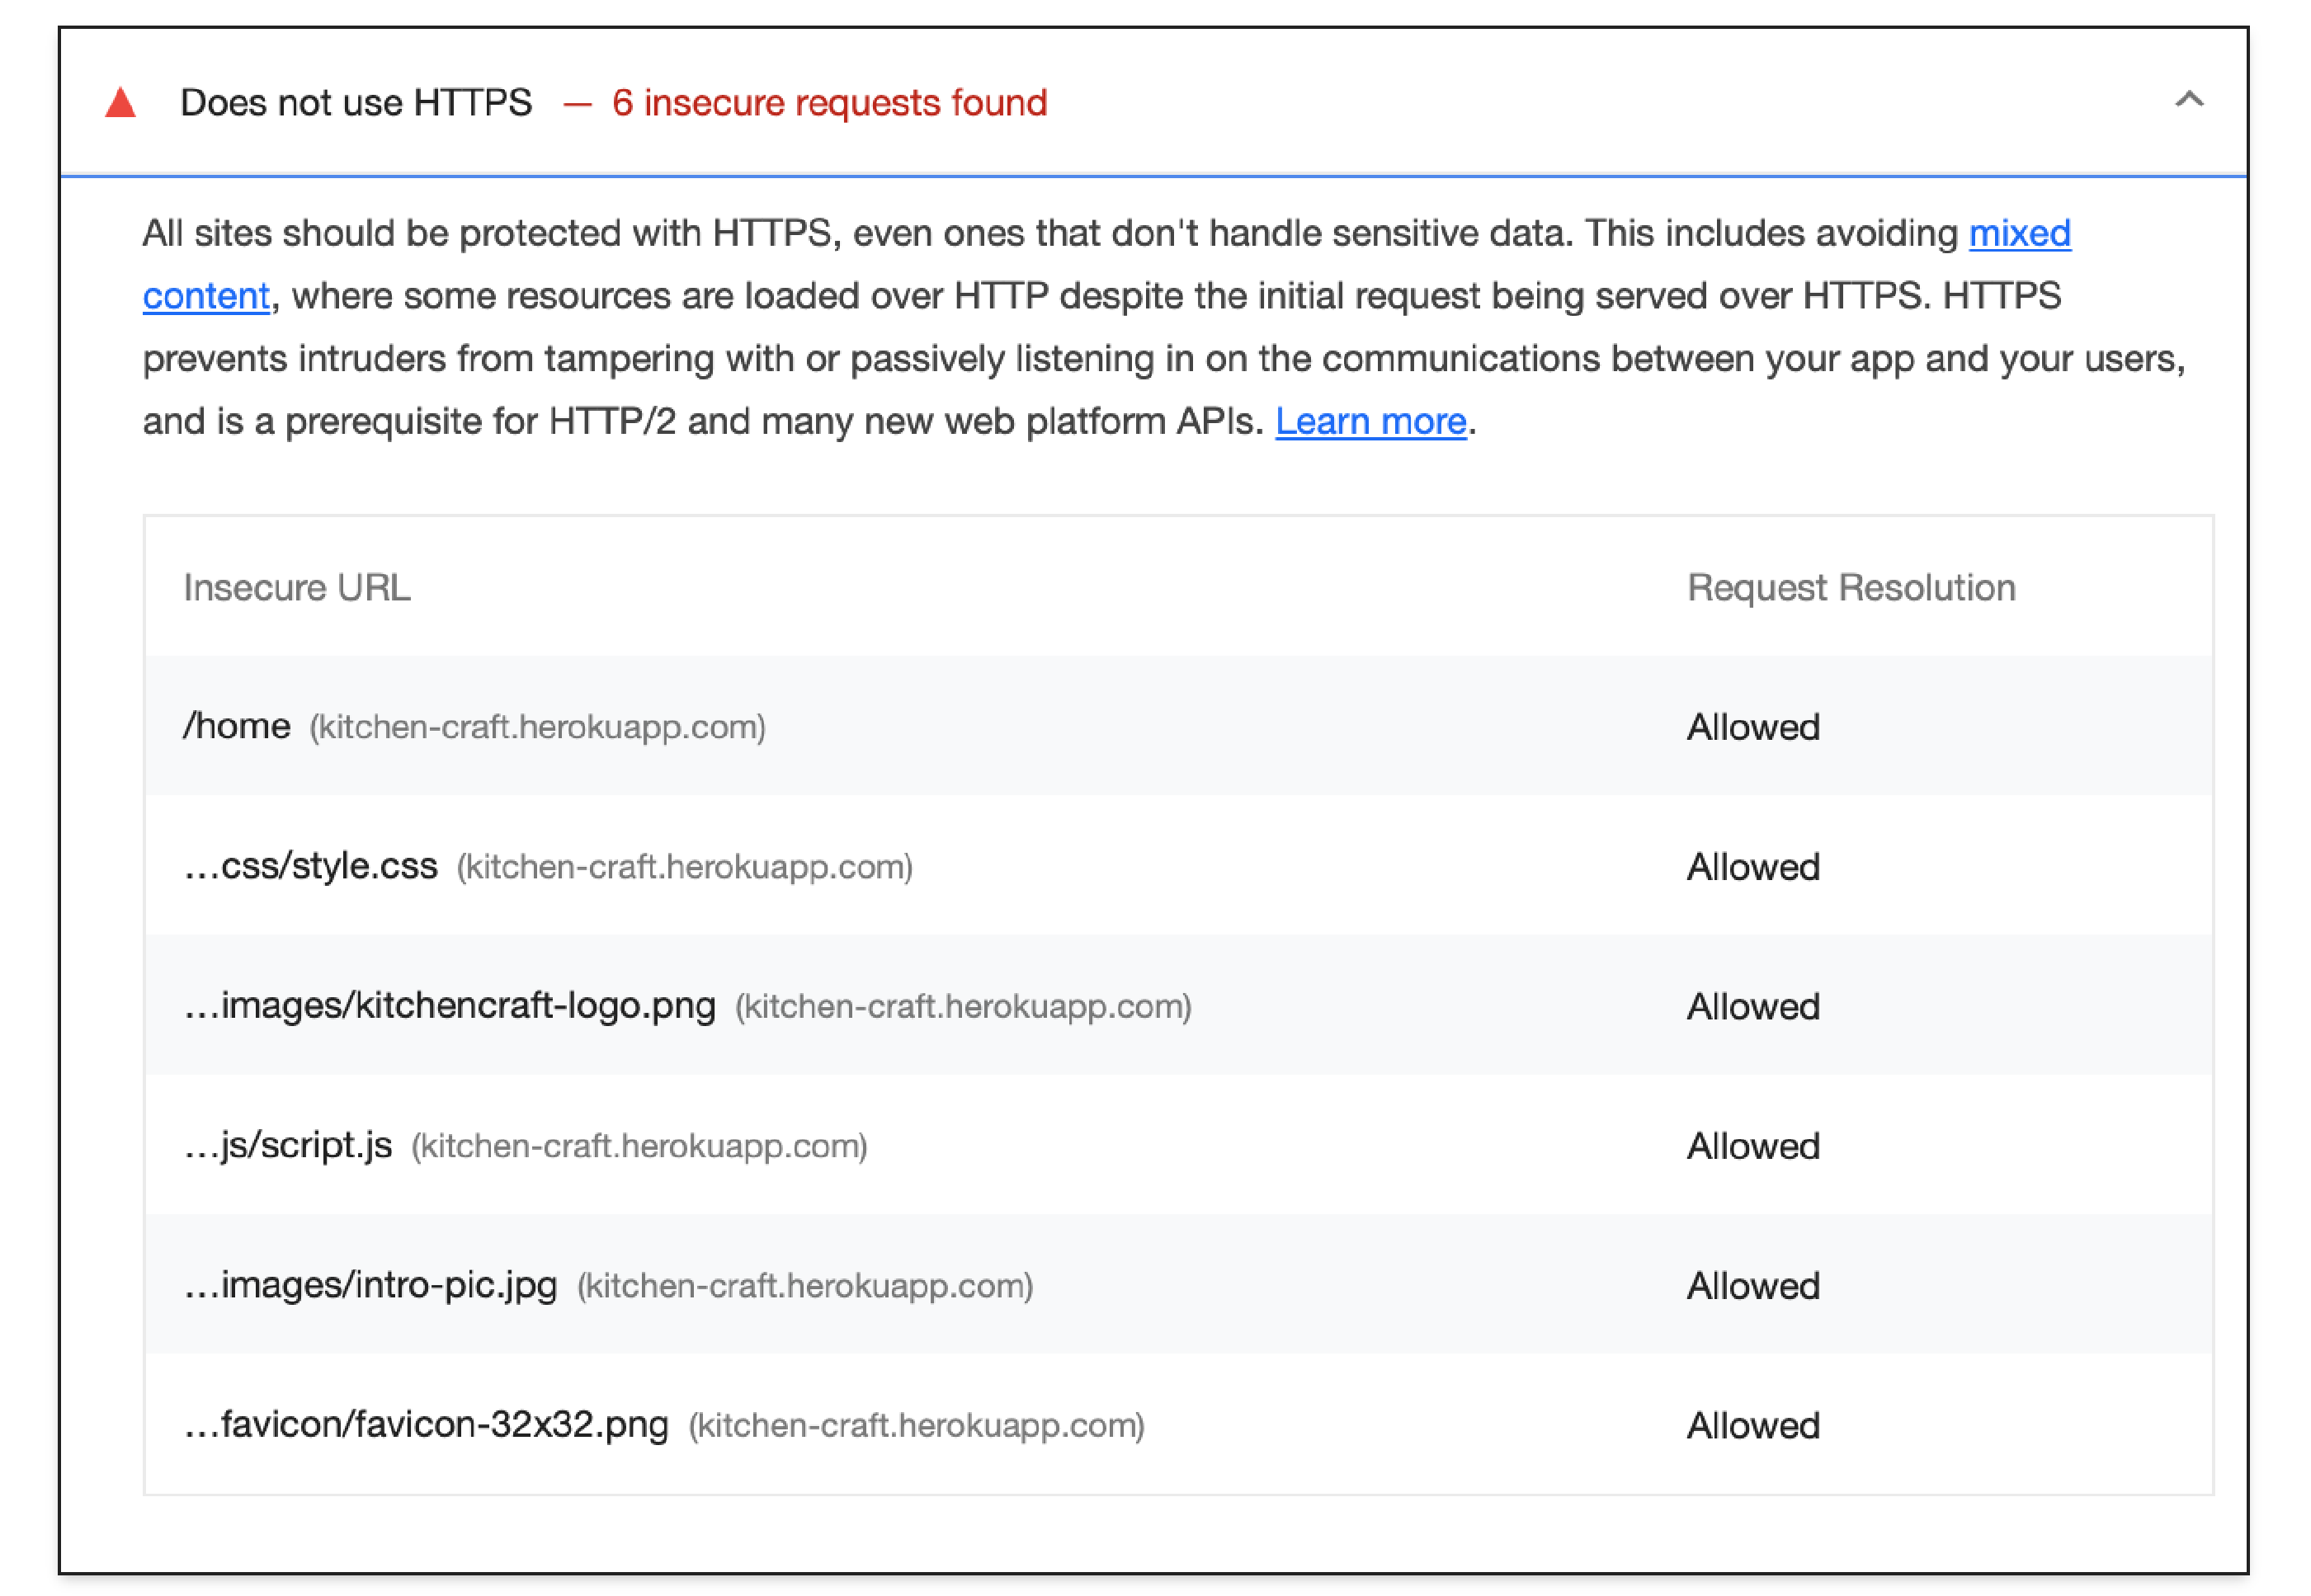 Does not use HTTPS — 6 insecure requests found
All sites should be protected with HTTPS, even ones that don't handle sensitive data. This includes avoiding mixed
content, where some resources are loaded over HTTP despite the initial request being served over HTTPS. HTTPS
prevents intruders from tampering with or passively listening in on the communications between your app and your users,
and is a prerequisite for HTTP/2 and many new web platform APIs. Learn more.
Insecure URL Request Resolution
/home (kitchen-craft.herokuapp.com) Allowed
…css/style.css (kitchen-craft.herokuapp.com) Allowed
…images/kitchencraft-logo.png (kitchen-craft.herokuapp.com) Allowed
…js/script.js (kitchen-craft.herokuapp.com) Allowed
…images/intro-pic.jpg (kitchen-craft.herokuapp.com) Allowed
…favicon/favicon-32x32.png (kitchen-craft.herokuapp.com) Allowed